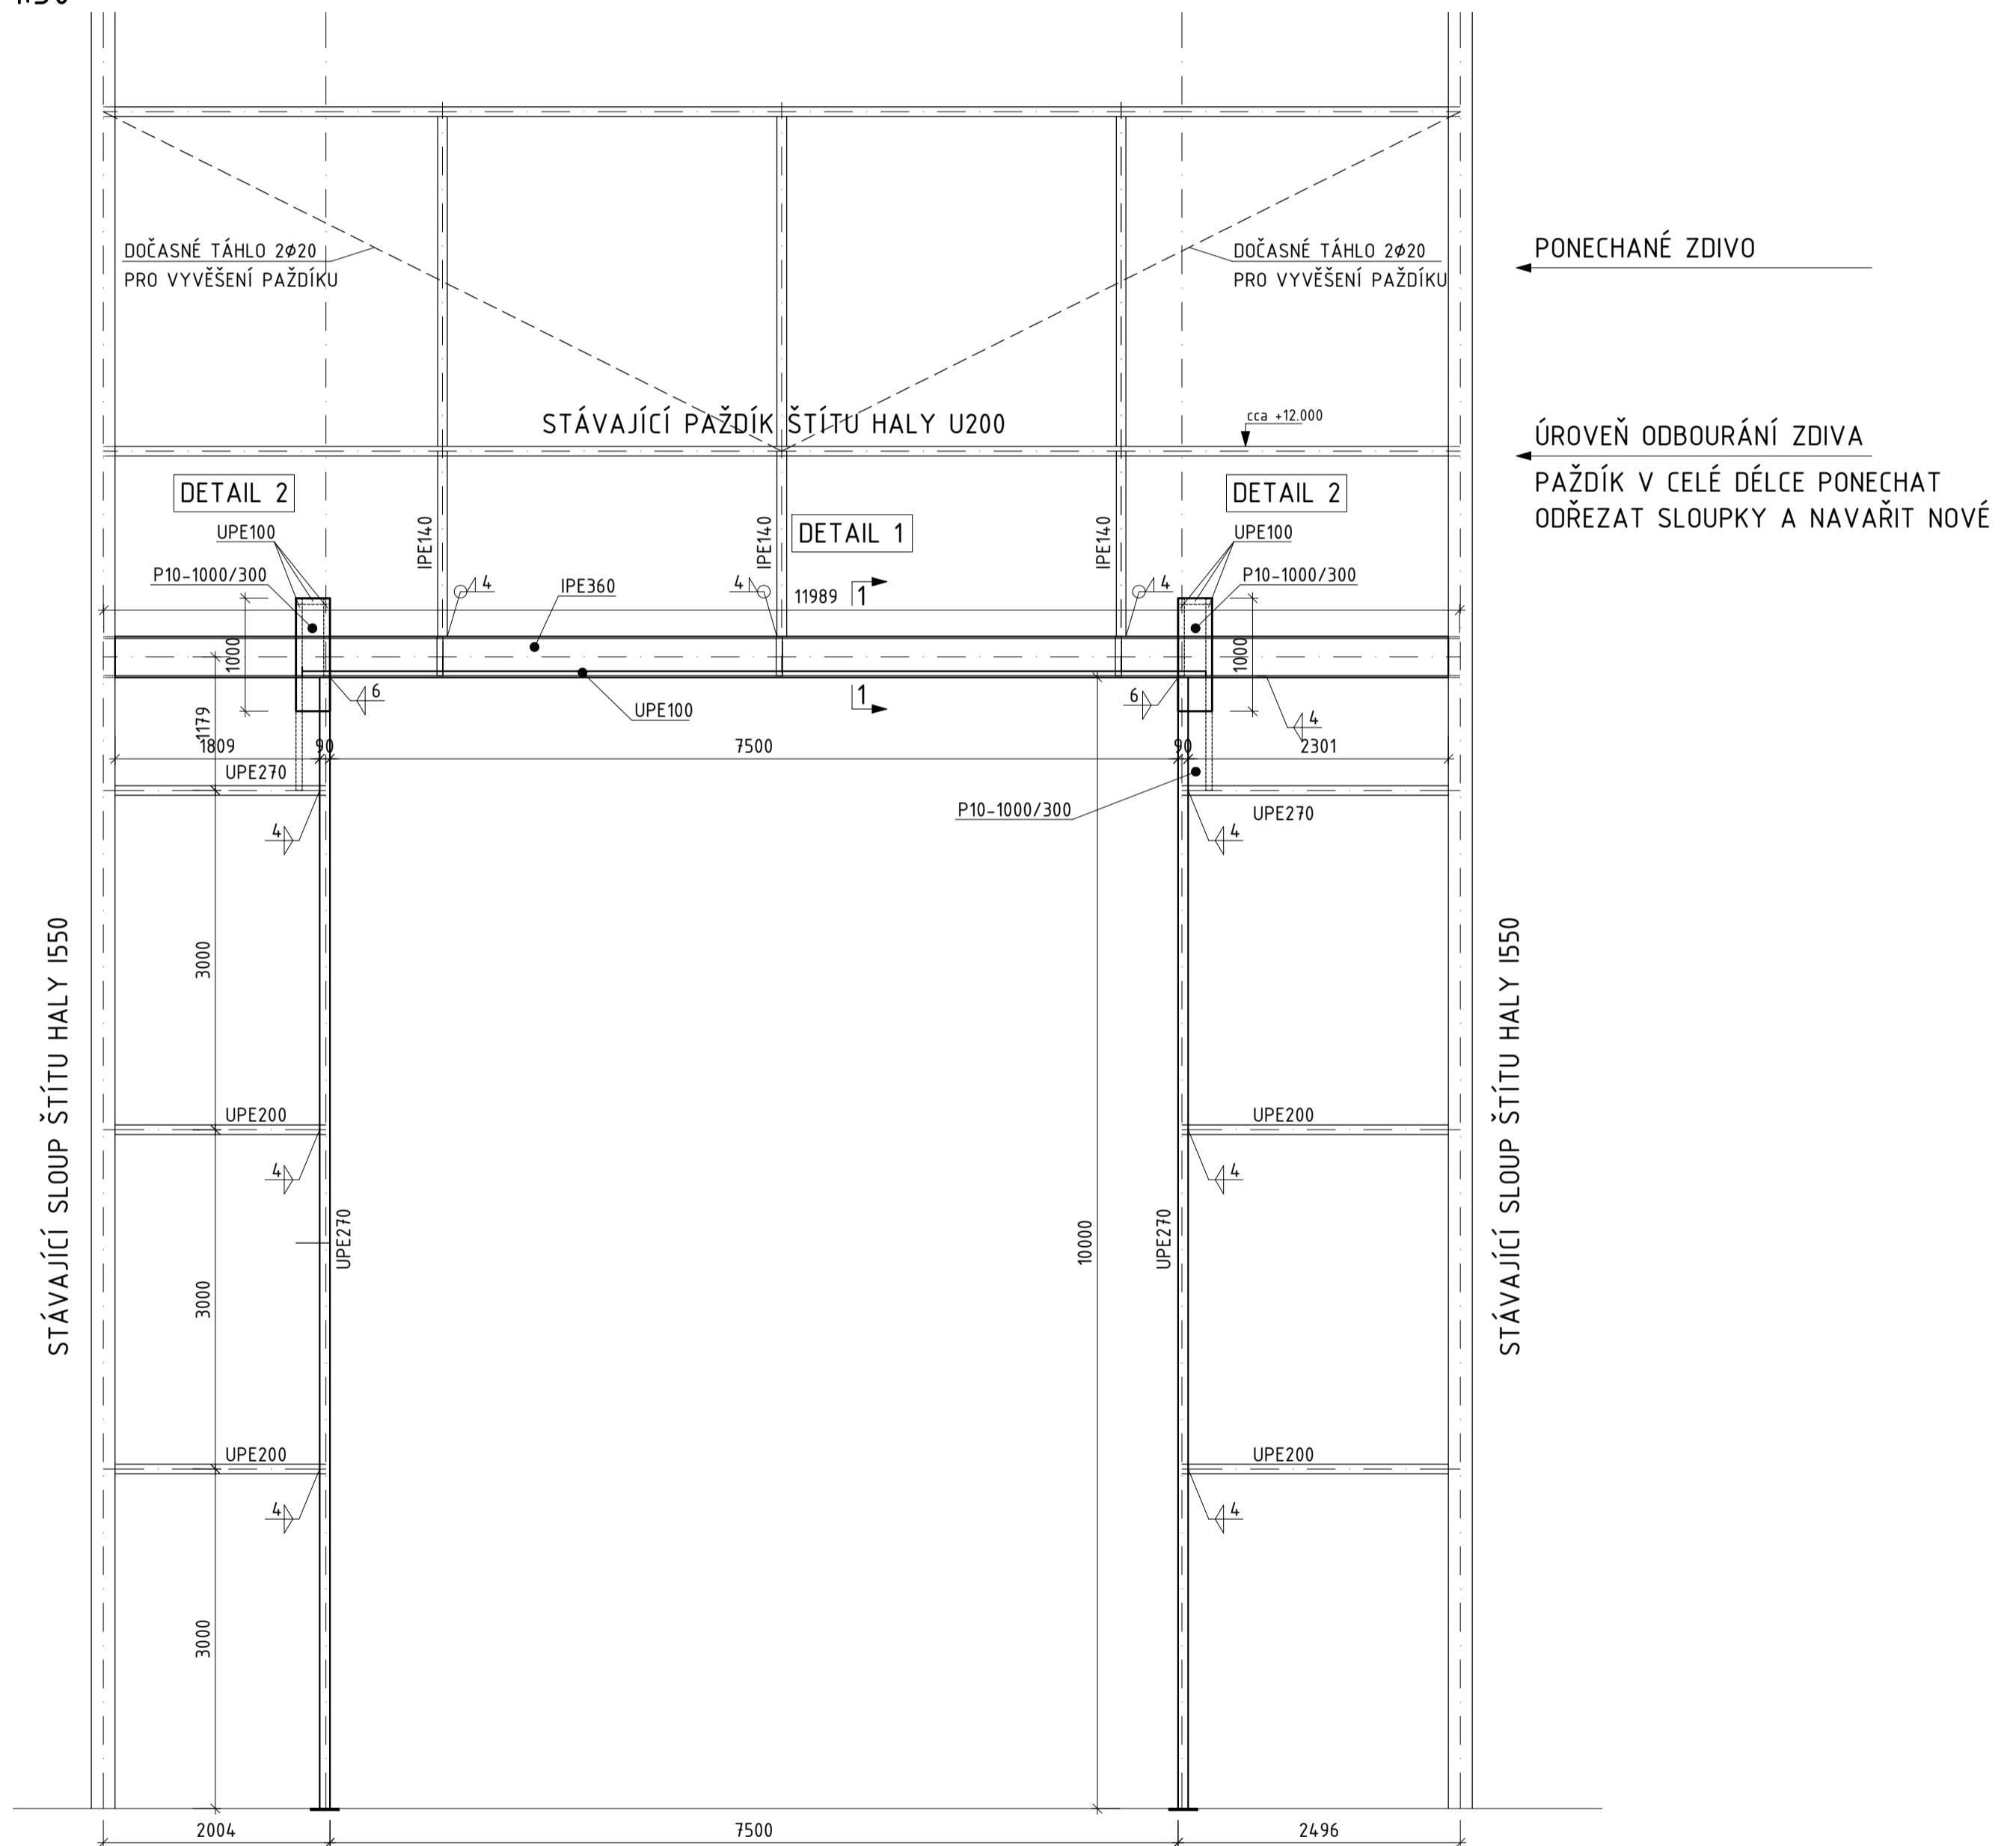 DOČASNÉ TÁHLO 2⌀20
PRO VYVĚŠENÍ PAŽDÍKU
DOČASNÉ TÁHLO 2⌀20
PRO VYVĚŠENÍ PAŽDÍKU
PONECHANÉ ZDIVO
STÁVAJÍCÍ PAŽDÍK ŠTÍTU HALY U200
cca +12.000
ÚROVEŇ ODBOURÁNÍ ZDIVA
PAŽDÍK V CELÉ DÉLCE PONECHAT
ODŘEZAT SLOUPKY A NAVAŘIT NOVÉ
DETAIL 2
DETAIL 2
UPE100
IPE140
IPE140
DETAIL 1
IPE140
UPE100
P10-1000/300
4
IPE360
4
11989
1
4
P10-1000/300
1000
1000
6
UPE100
1
6
4
1179
1809
90
7500
90
2301
UPE270
P10-1000/300
UPE270
4
4
STÁVAJÍCÍ SLOUP ŠTÍTU HALY I550
3000
STÁVAJÍCÍ SLOUP ŠTÍTU HALY I550
UPE200
UPE200
4
4
UPE270
10000
UPE270
3000
UPE200
UPE200
4
4
3000
2004
7500
2496